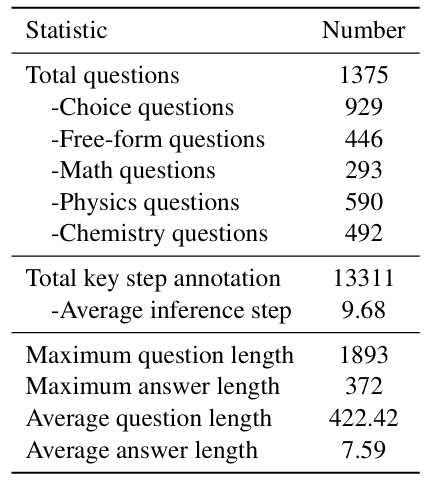 Statistic Number
Total questions 1375
-Choice questions 929
-Free-form questions 446
-Math questions 293
-Physics questions 590
-Chemistry questions 492
Total key step annotation 13311
-Average inference step 9.68
Maximum question length 1893
Maximum answer length 372
Average question length 422.42
Average answer length 7.59